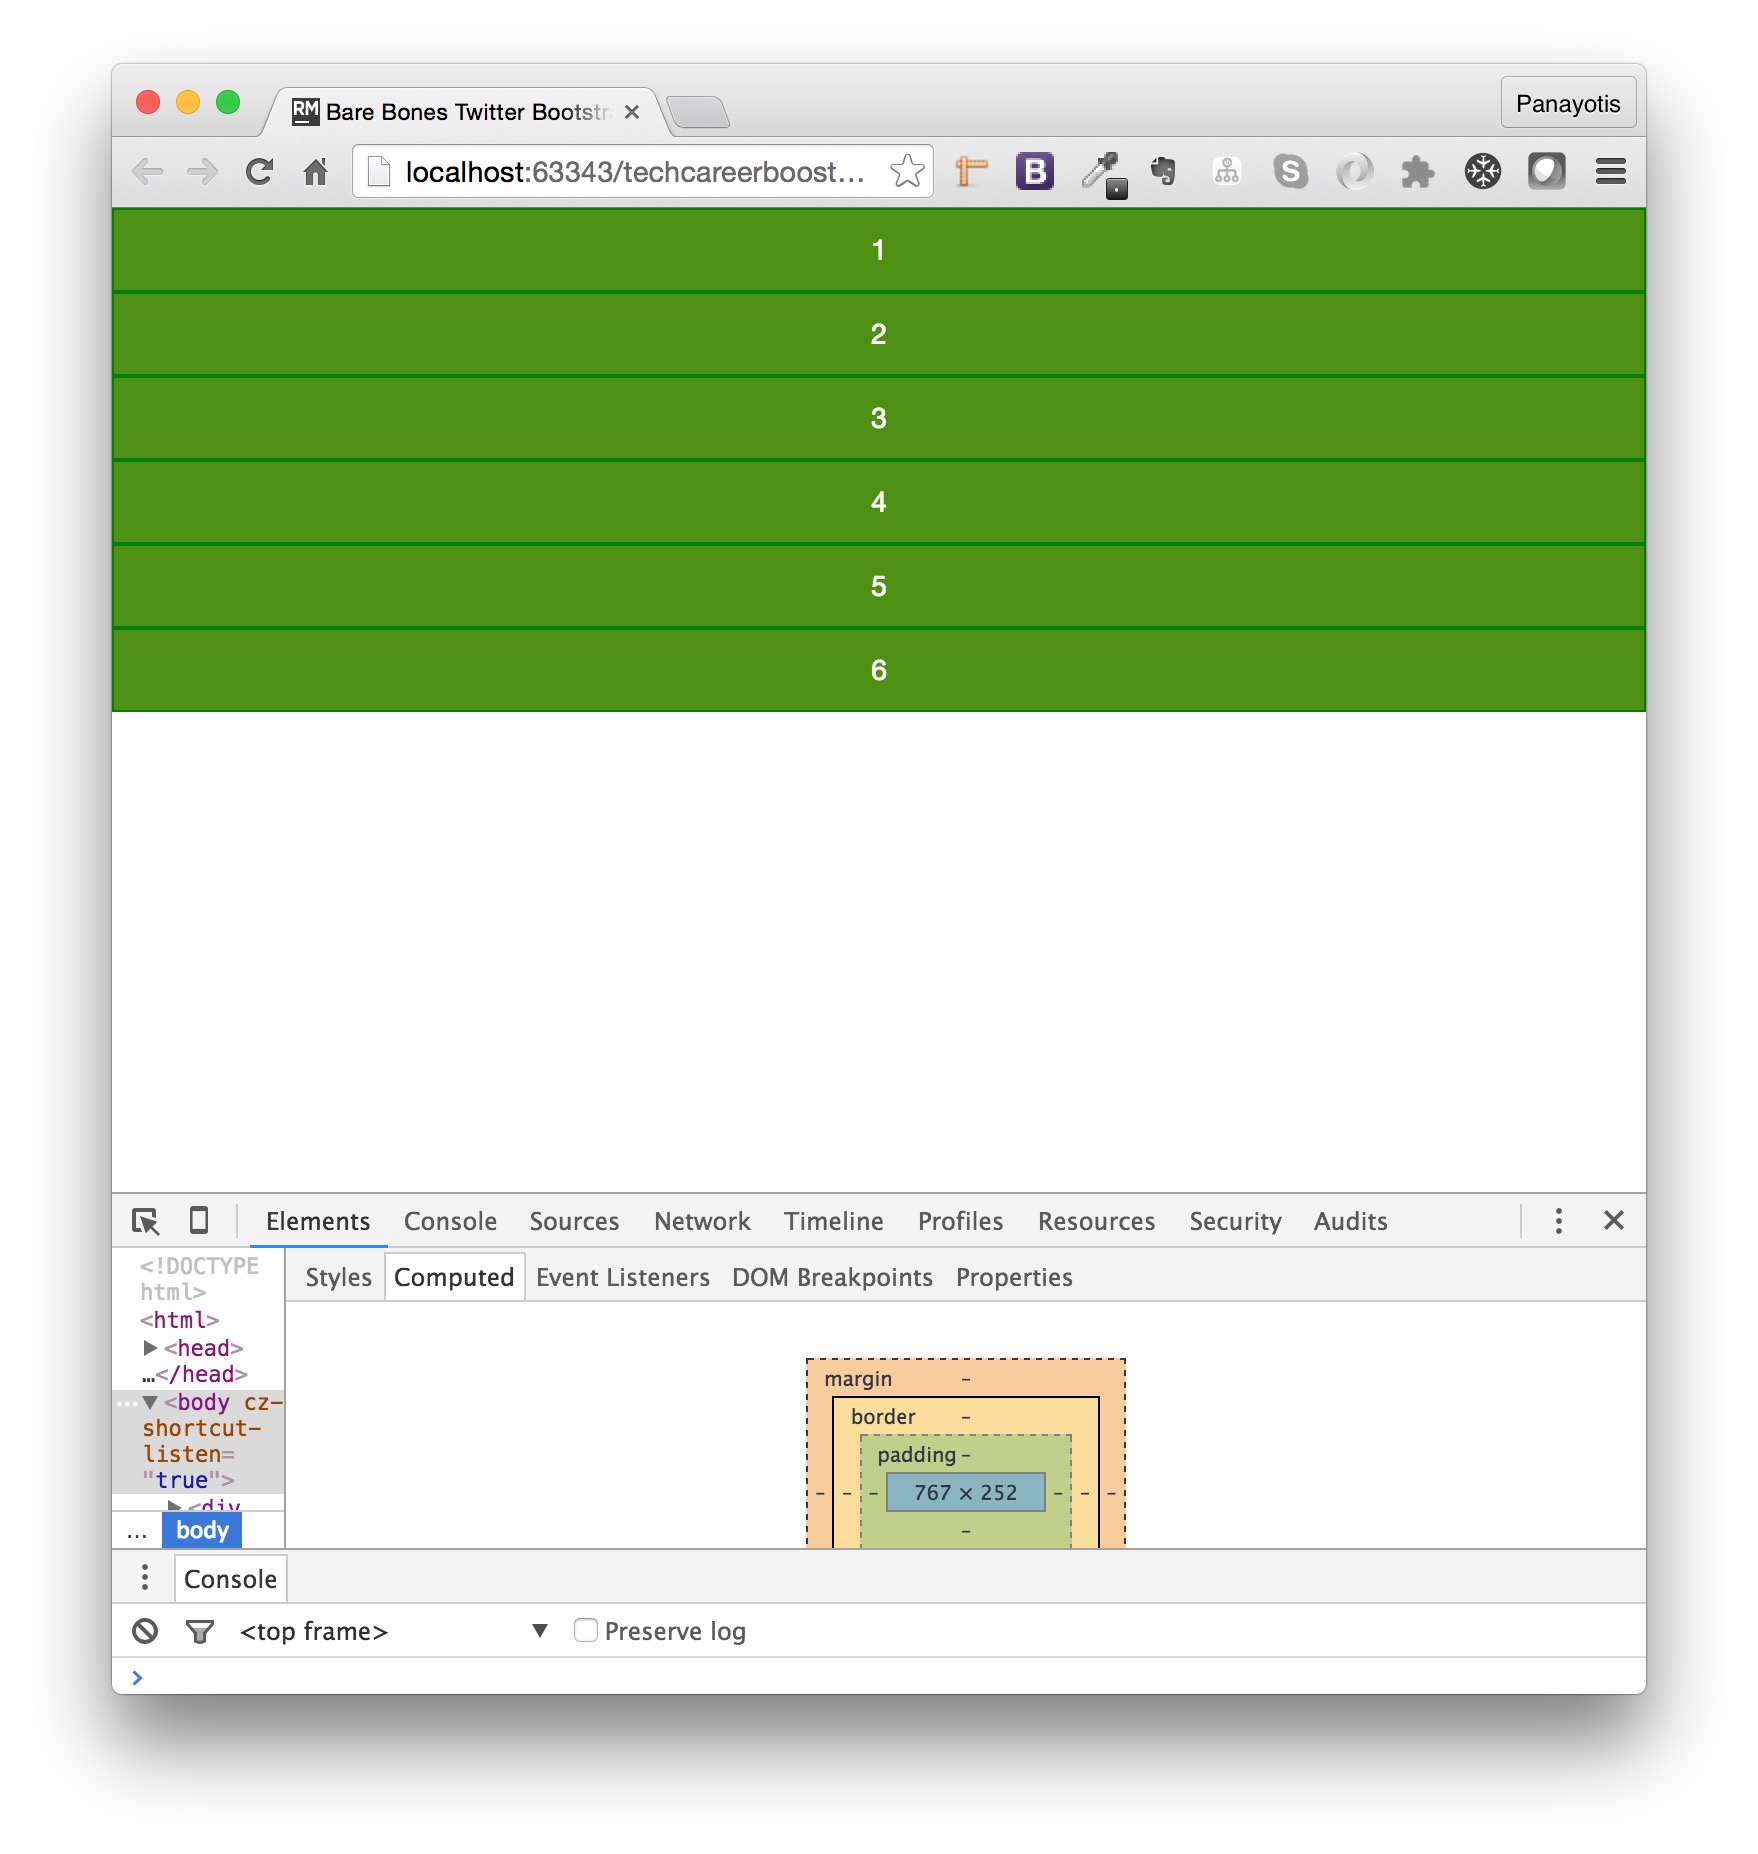 RM Bare Bones Twitter Bootstr
Panayotis
localhost:63343/techcareerboost...
B
S
1
2
3
4
5
6
Elements Console Sources Network Timeline Profiles Resources Security Audits
Styles Computed Event Listeners DOM Breakpoints Properties
<!DOCTYPE
html>
<html>
<head>
…</head>
<body cz-
shortcut-
listen=
"true">
<div
... body
margin –
border –
padding –
– – – 767 × 252 – – –
–
Console
<top frame> Preserve log
>